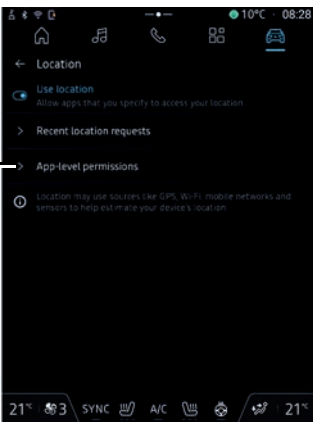 10°C 08:28
Location
Use location
Allow apps that you specify to access your location
Recent location requests
App-level permissions
Location may use sources like GPS, Wi-Fi, mobile networks and
sensors to help estimate your device's location
21°C 3 SYNC A/C 21°C